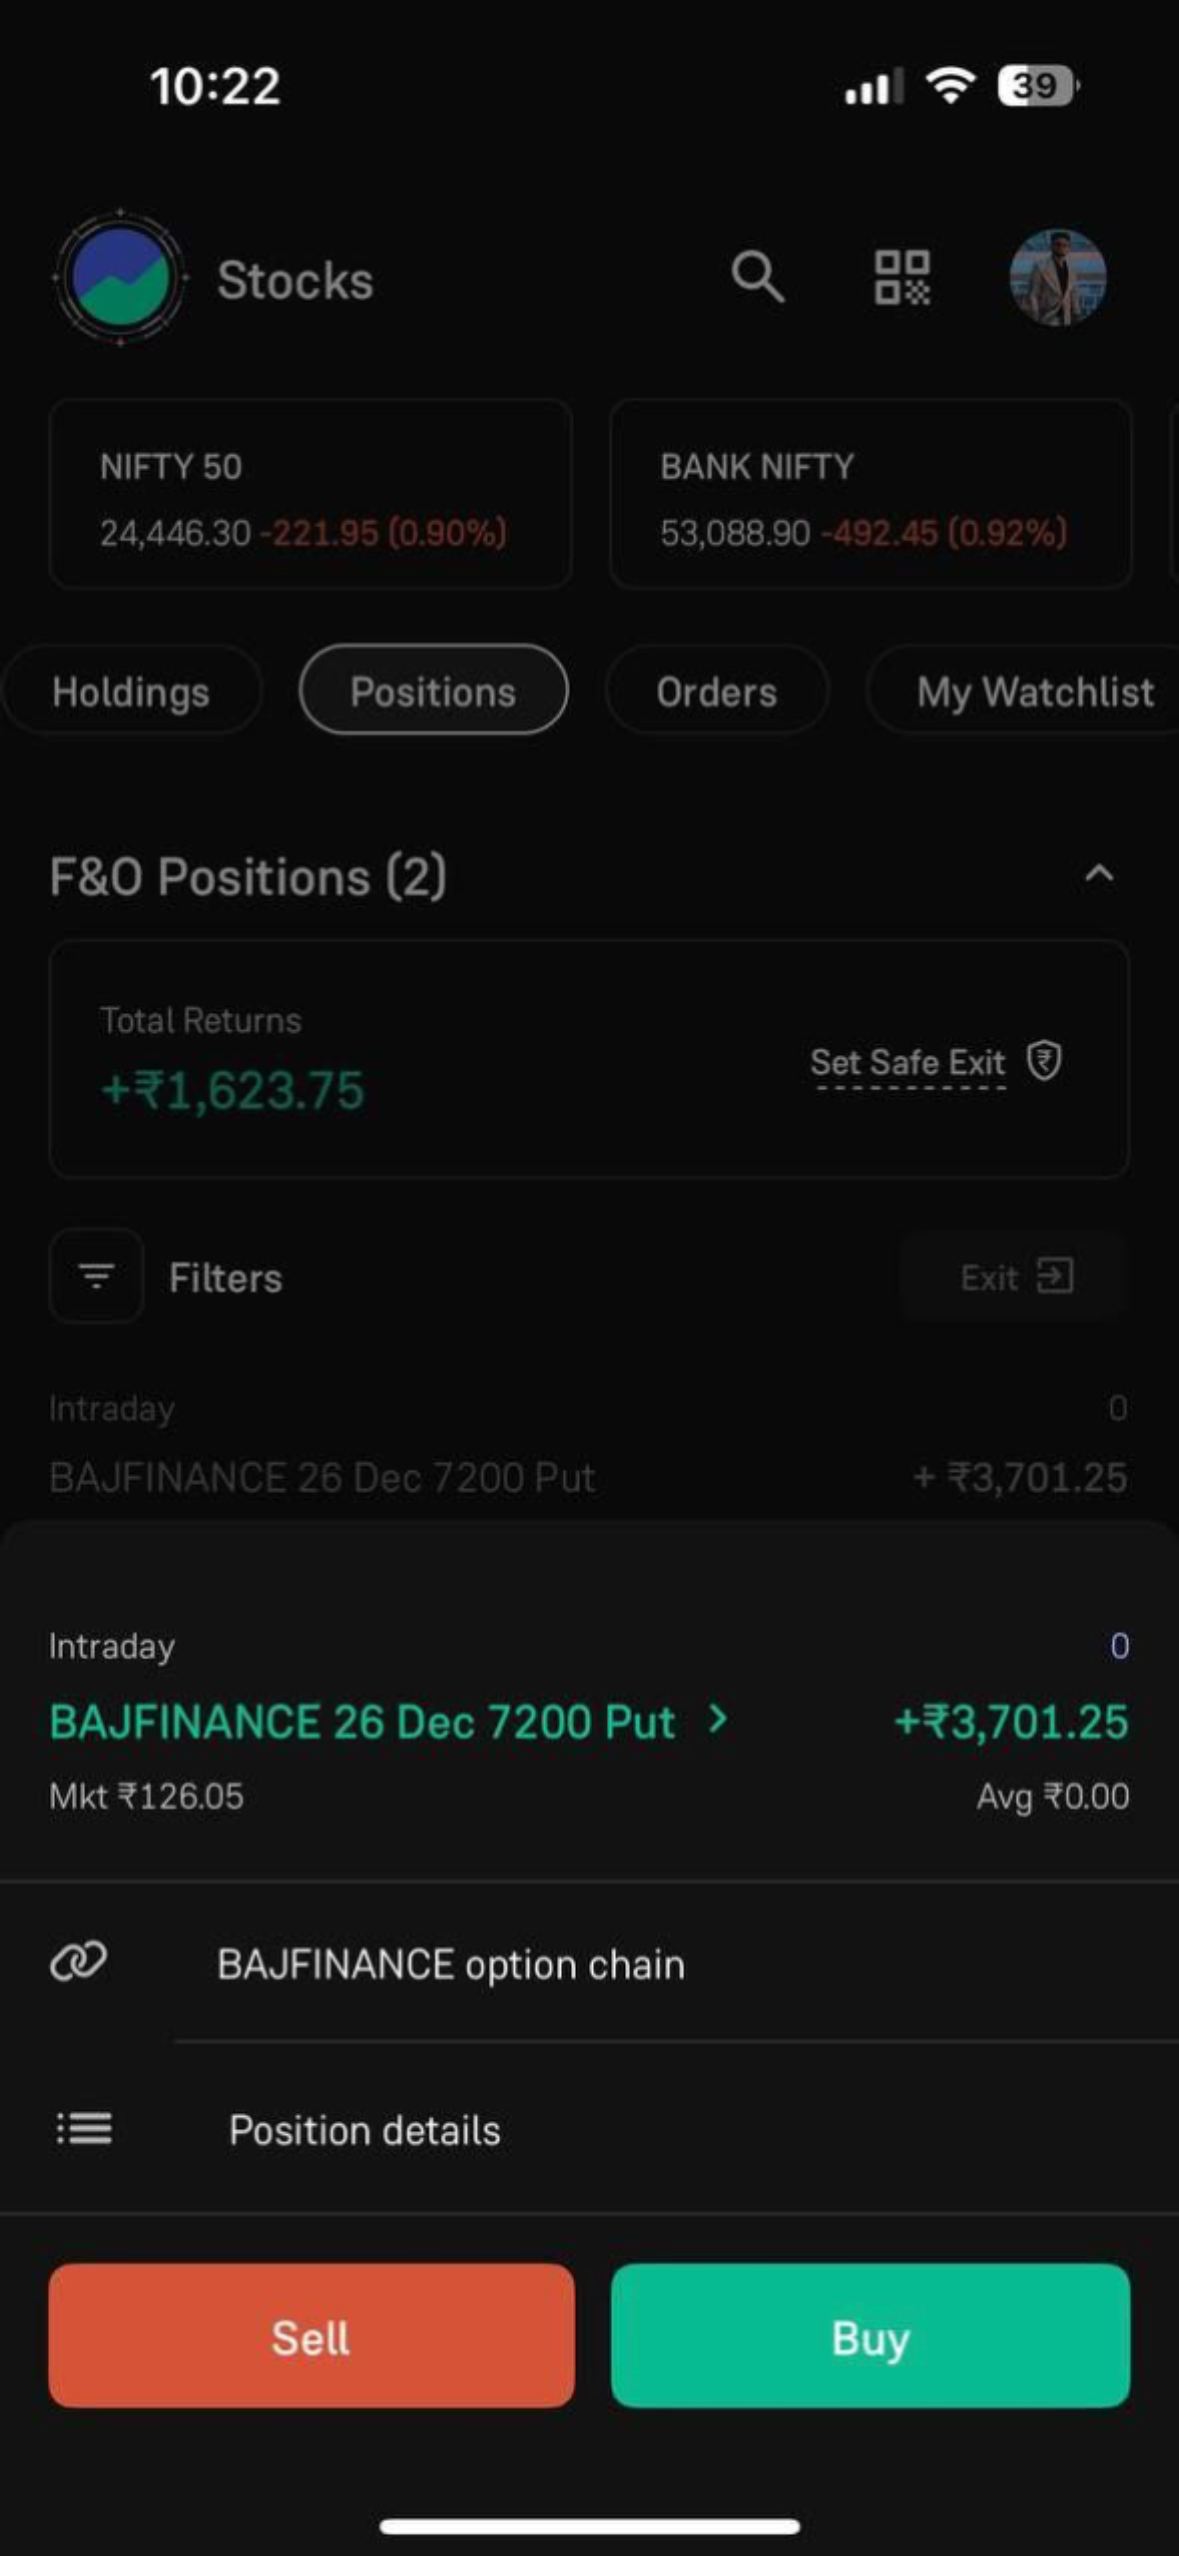 10:22
39
Stocks
NIFTY 50
24,446.30 -221.95 (0.90%)
BANK NIFTY
53,088.90 -492.45 (0.92%)
Holdings
Positions
Orders
My Watchlist
F&O Positions (2)
Total Returns
+₹1,623.75
Set Safe Exit
Filters
Exit
Intraday
0
BAJFINANCE 26 Dec 7200 Put
+ ₹3,701.25
Intraday
0
BAJFINANCE 26 Dec 7200 Put
+₹3,701.25
Mkt ₹126.05
Avg ₹0.00
BAJFINANCE option chain
Position details
Sell
Buy